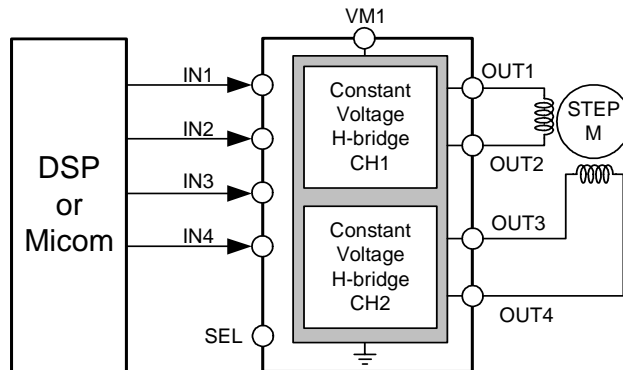 VM1
DSP
or
Micom
IN1
IN2
IN3
IN4
SEL
Constant
Voltage
H-bridge
CH1
Constant
Voltage
H-bridge
CH2
OUT1
OUT2
OUT3
OUT4
STEP
M